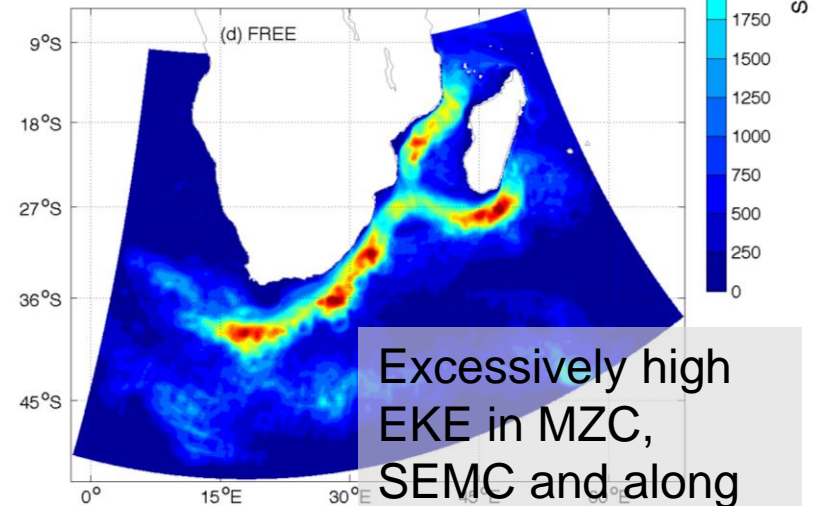 (d) FREE
9°S
18°S
27°S
36°S
45°S
0°
15°E
30°E
45°E
1750
1500
1250
1000
750
500
250
0
Excessively high
EKE in MZC,
SEMC and along